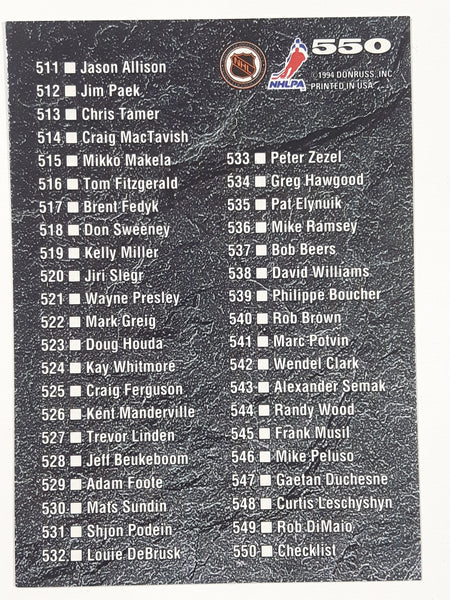 550
NHL
NHLPA
©1994 DONRUSS, INC
PRINTED IN USA
511 Jason Allison
512 Jim Paek
513 Chris Tamer
514 Craig MacTavish
515 Mikko Makela
516 Tom Fitzgerald
517 Brent Fedyk
518 Don Sweeney
519 Kelly Miller
520 Jiri Slegr
521 Wayne Presley
522 Mark Greig
523 Doug Houda
524 Kay Whitmore
525 Craig Ferguson
526 Kent Manderville
527 Trevor Linden
528 Jeff Beukeboom
529 Adam Foote
530 Mats Sundin
531 Shjon Podein
532 Louie DeBrusk
533 Peter Zezel
534 Greg Hawgood
535 Pat Elynuik
536 Mike Ramsey
537 Bob Beers
538 David Williams
539 Philippe Boucher
540 Rob Brown
541 Marc Potvin
542 Wendel Clark
543 Alexander Semak
544 Randy Wood
545 Frank Musil
546 Mike Peluso
547 Gaetan Duchesne
548 Curtis Leschyshyn
549 Rob DiMaio
550 Checklist